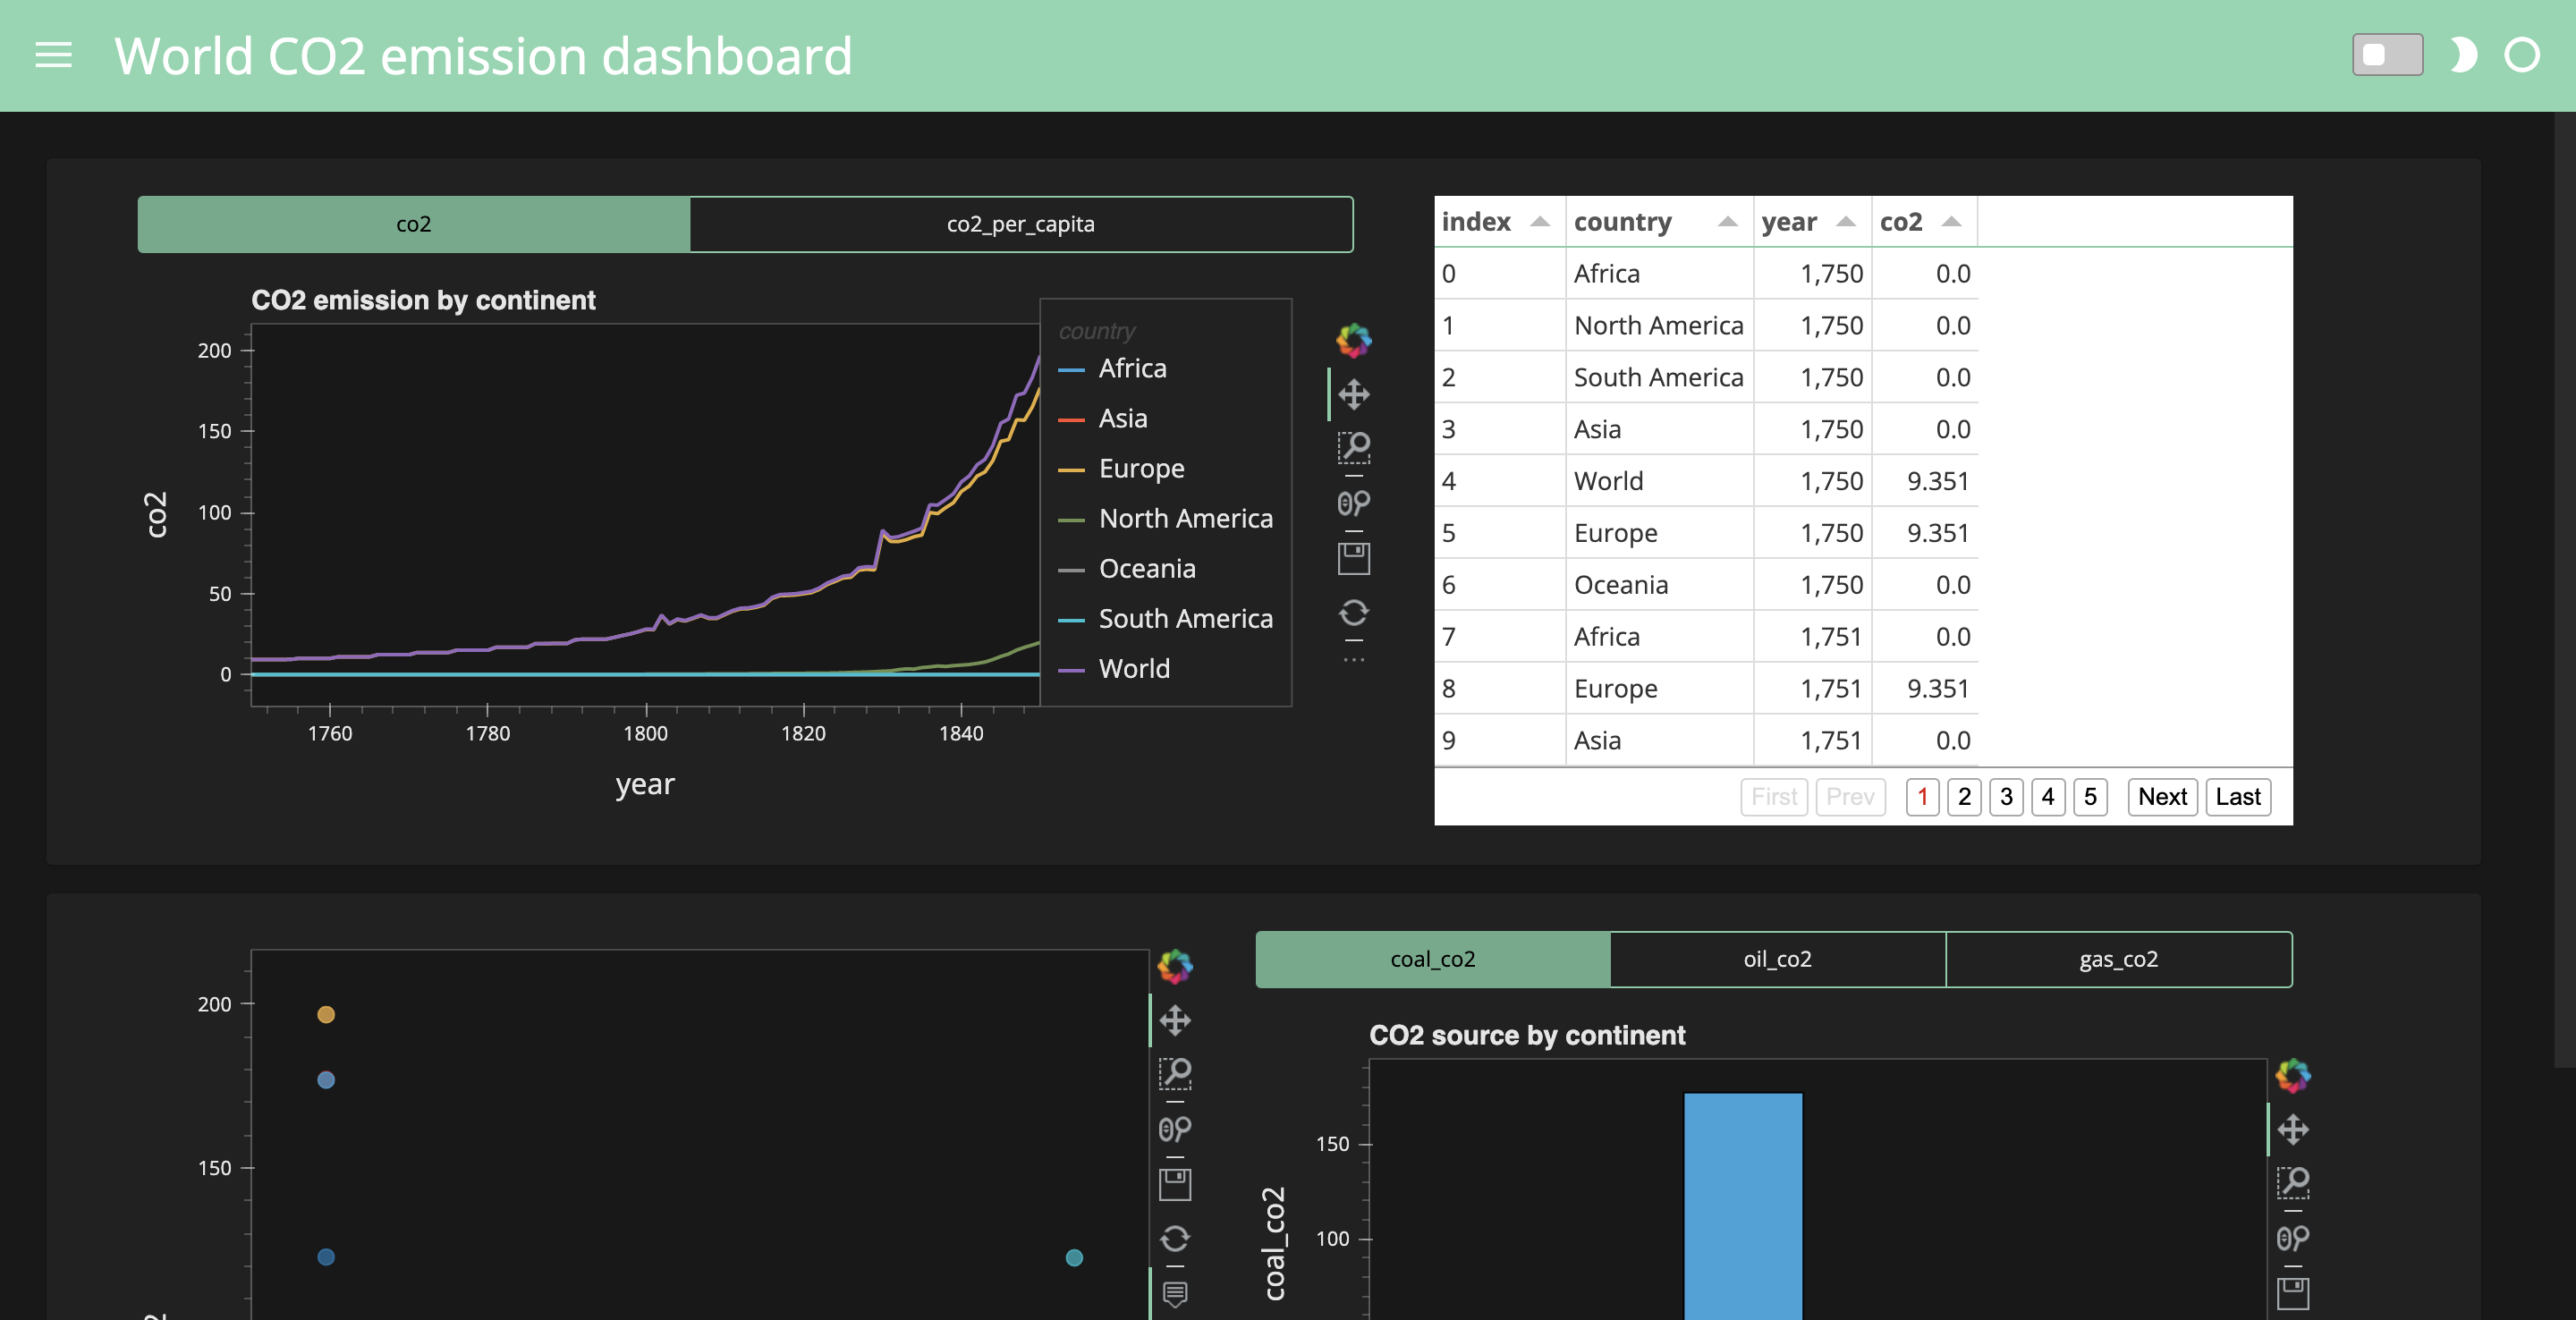 World CO2 emission dashboard
co2 co2_per_capita
CO2 emission by continent
200
150
100
50
0
co2
1760 1780 1800 1820 1840
year
country
Africa
Asia
Europe
North America
Oceania
South America
World
index country year co2
0 Africa 1,750 0.0
1 North America 1,750 0.0
2 South America 1,750 0.0
3 Asia 1,750 0.0
4 World 1,750 9.351
5 Europe 1,750 9.351
6 Oceania 1,750 0.0
7 Africa 1,751 0.0
8 Europe 1,751 9.351
9 Asia 1,751 0.0
First Prev 1 2 3 4 5 Next Last
200
150
coal_co2 oil_co2 gas_co2
CO2 source by continent
150
100
coal_co2